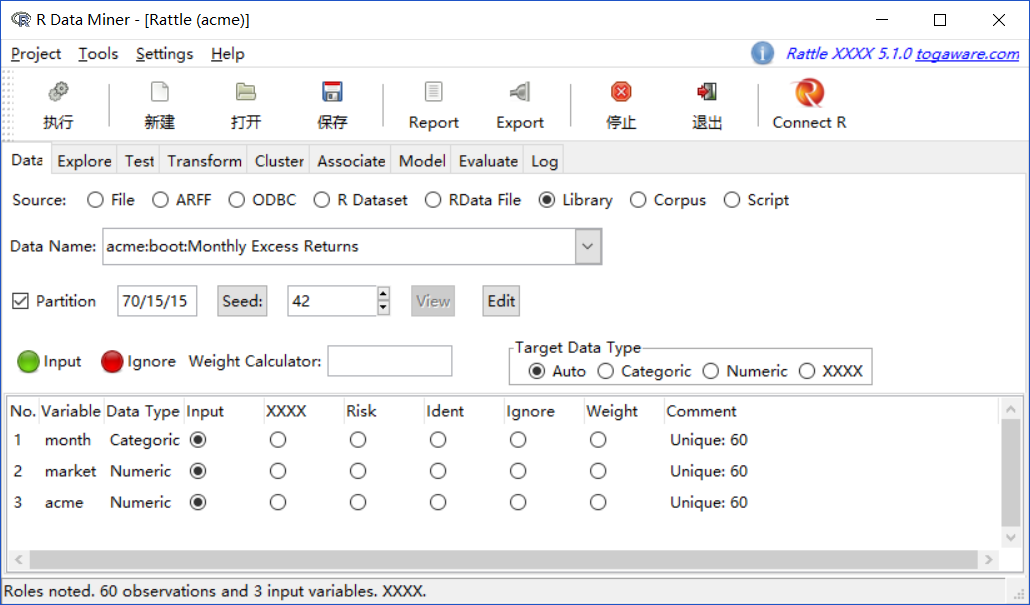 R Data Miner - [Rattle (acme)]
Project Tools Settings Help Rattle XXXX 5.1.0 togaware.com
执行 新建 打开 保存 Report Export 停止 退出 Connect R
Data Explore Test Transform Cluster Associate Model Evaluate Log
Source: File ARFF ODBC R Dataset RData File Library Corpus Script
Data Name: acme:boot:Monthly Excess Returns
Partition 70/15/15 Seed: 42 View Edit
Target Data Type
Input Ignore Weight Calculator: Auto Categoric Numeric XXXX
No. Variable Data Type Input XXXX Risk Ident Ignore Weight Comment
1 month Categoric Unique: 60
2 market Numeric Unique: 60
3 acme Numeric Unique: 60
Roles noted. 60 observations and 3 input variables. XXXX.